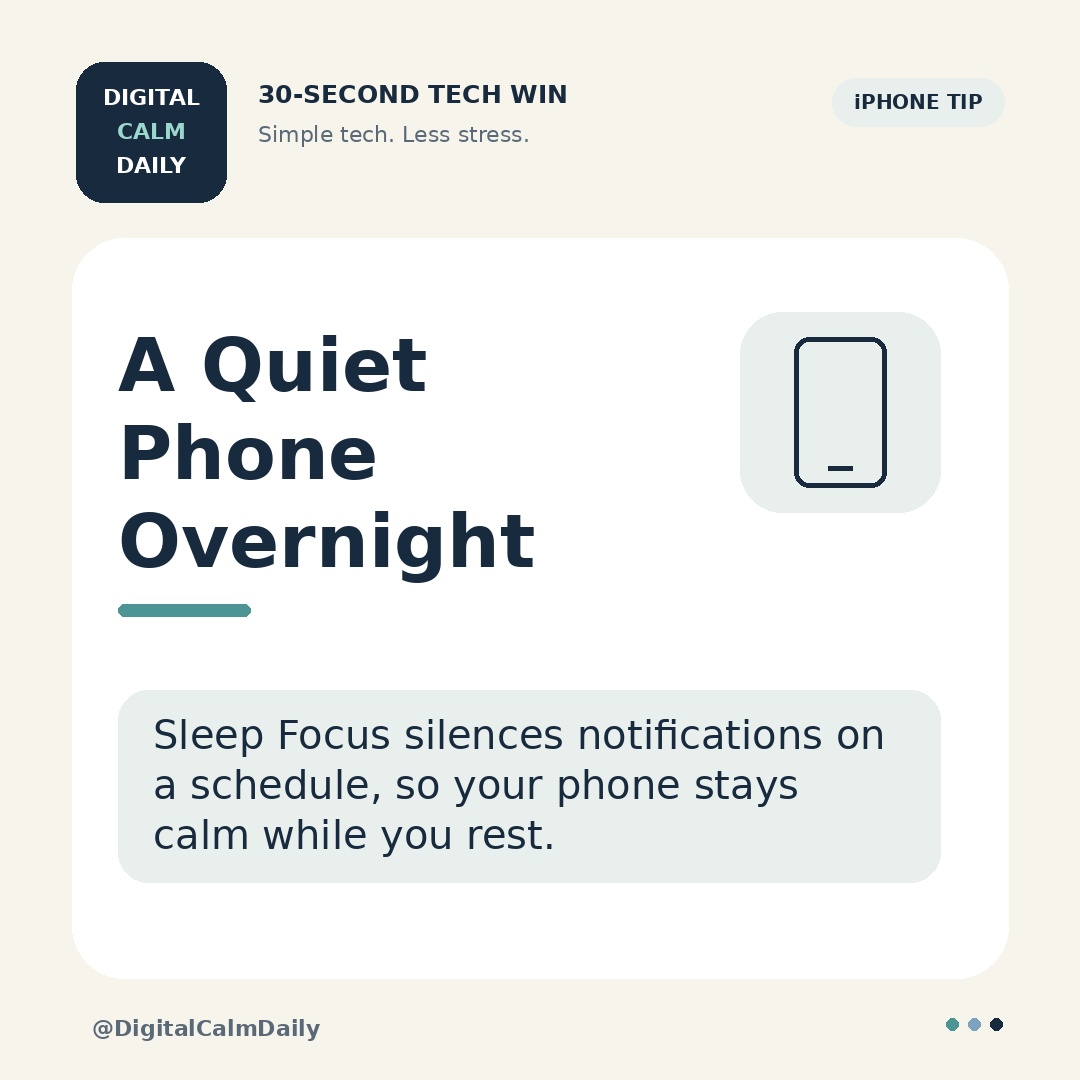 DIGITAL
CALM
DAILY
30-SECOND TECH WIN
Simple tech. Less stress.
iPHONE TIP
A Quiet
Phone
Overnight
Sleep Focus silences notifications on
a schedule, so your phone stays
calm while you rest.
@DigitalCalmDaily